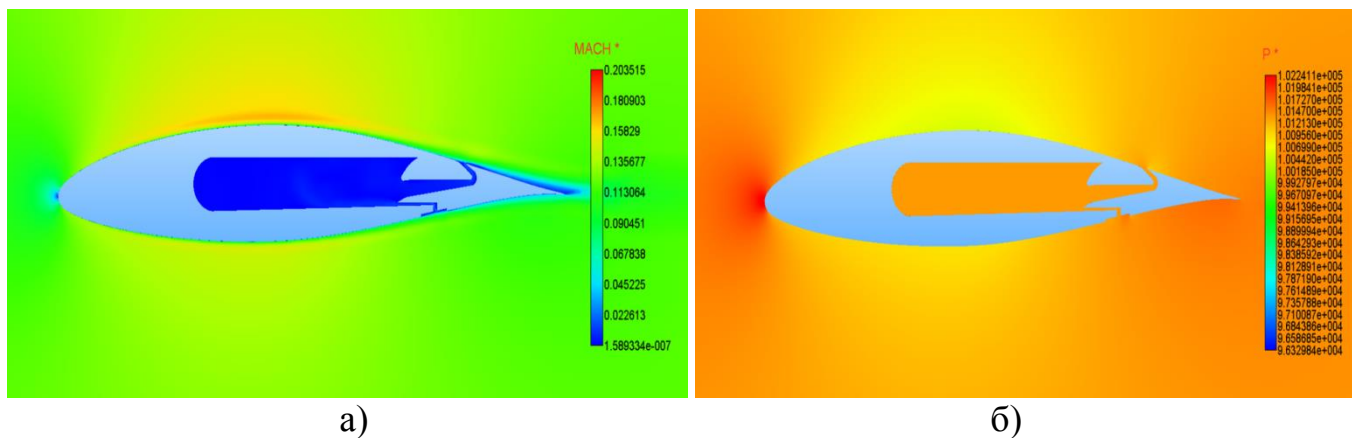 MACH *
0.203515
0.180903
0.15829
0.135677
0.113064
0.090451
0.067838
0.045225
0.022613
1.589334e-007
P *
1.022411e+005
1.019841e+005
1.017270e+005
1.014700e+005
1.012130e+005
1.009560e+005
1.006990e+005
1.004420e+005
1.001850e+005
9.992797e+004
9.967097e+004
9.941396e+004
9.915695e+004
9.889994e+004
9.864293e+004
9.838592e+004
9.812891e+004
9.787190e+004
9.761489e+004
9.735788e+004
9.710087e+004
9.684386e+004
9.658685e+004
9.632984e+004
а)
б)